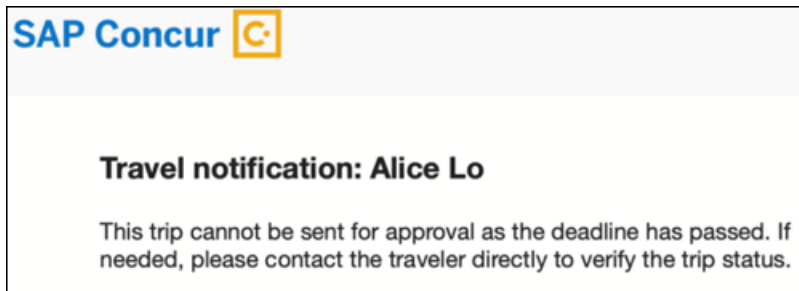 SAP Concur
Travel notification: Alice Lo
This trip cannot be sent for approval as the deadline has passed. If
needed, please contact the traveler directly to verify the trip status.